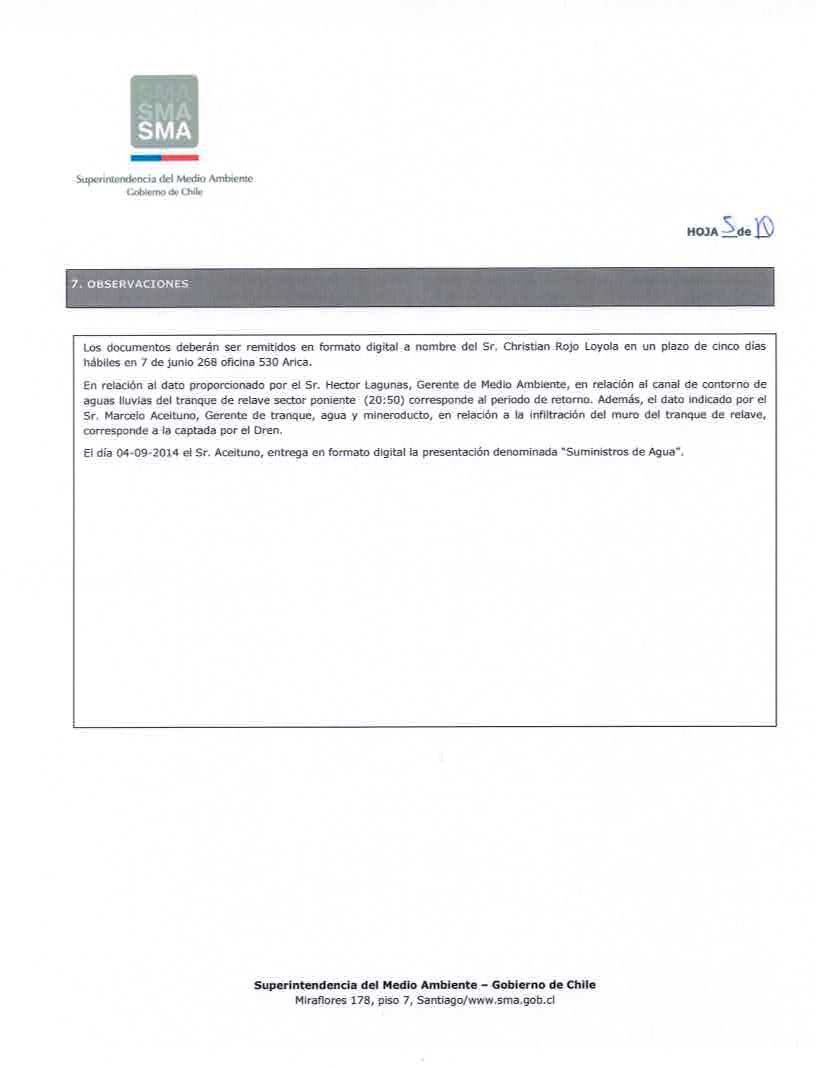 SMA
SMA
SMA
Superintendencia del Medio Ambiente
Gobierno de Chile
HOJA 5 de 10
7. OBSERVACIONES
Los documentos deberán ser remitidos en formato digital a nombre del Sr. Christian Rojo Loyola en un plazo de cinco días
hábiles en 7 de junio 268 oficina 530 Arica.
En relación al dato proporcionado por el Sr. Hector Lagunas, Gerente de Medio Ambiente, en relación al canal de contorno de
aguas lluvias del tranque de relave sector poniente (20:50) corresponde al periodo de retorno. Además, el dato indicado por el
Sr. Marcelo Aceituno, Gerente de tranque, agua y mineroducto, en relación a la infiltración del muro del tranque de relave,
corresponde a la captada por el Dren.
El día 04-09-2014 el Sr. Aceituno, entrega en formato digital la presentación denominada "Suministros de Agua".
Superintendencia del Medio Ambiente – Gobierno de Chile
Miraflores 178, piso 7, Santiago/www.sma.gob.cl